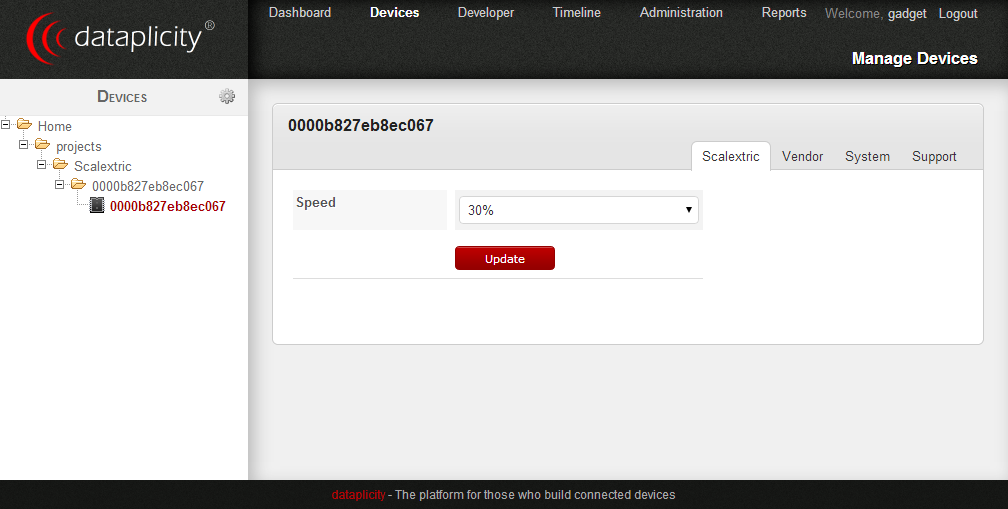 dataplicity®
Dashboard Devices Developer Timeline Administration Reports Welcome, gadget Logout
Manage Devices
Devices
Home
projects
Scalextric
0000b827eb8ec067
0000b827eb8ec067
0000b827eb8ec067
Scalextric Vendor System Support
Speed 30%
Update
dataplicity - The platform for those who build connected devices